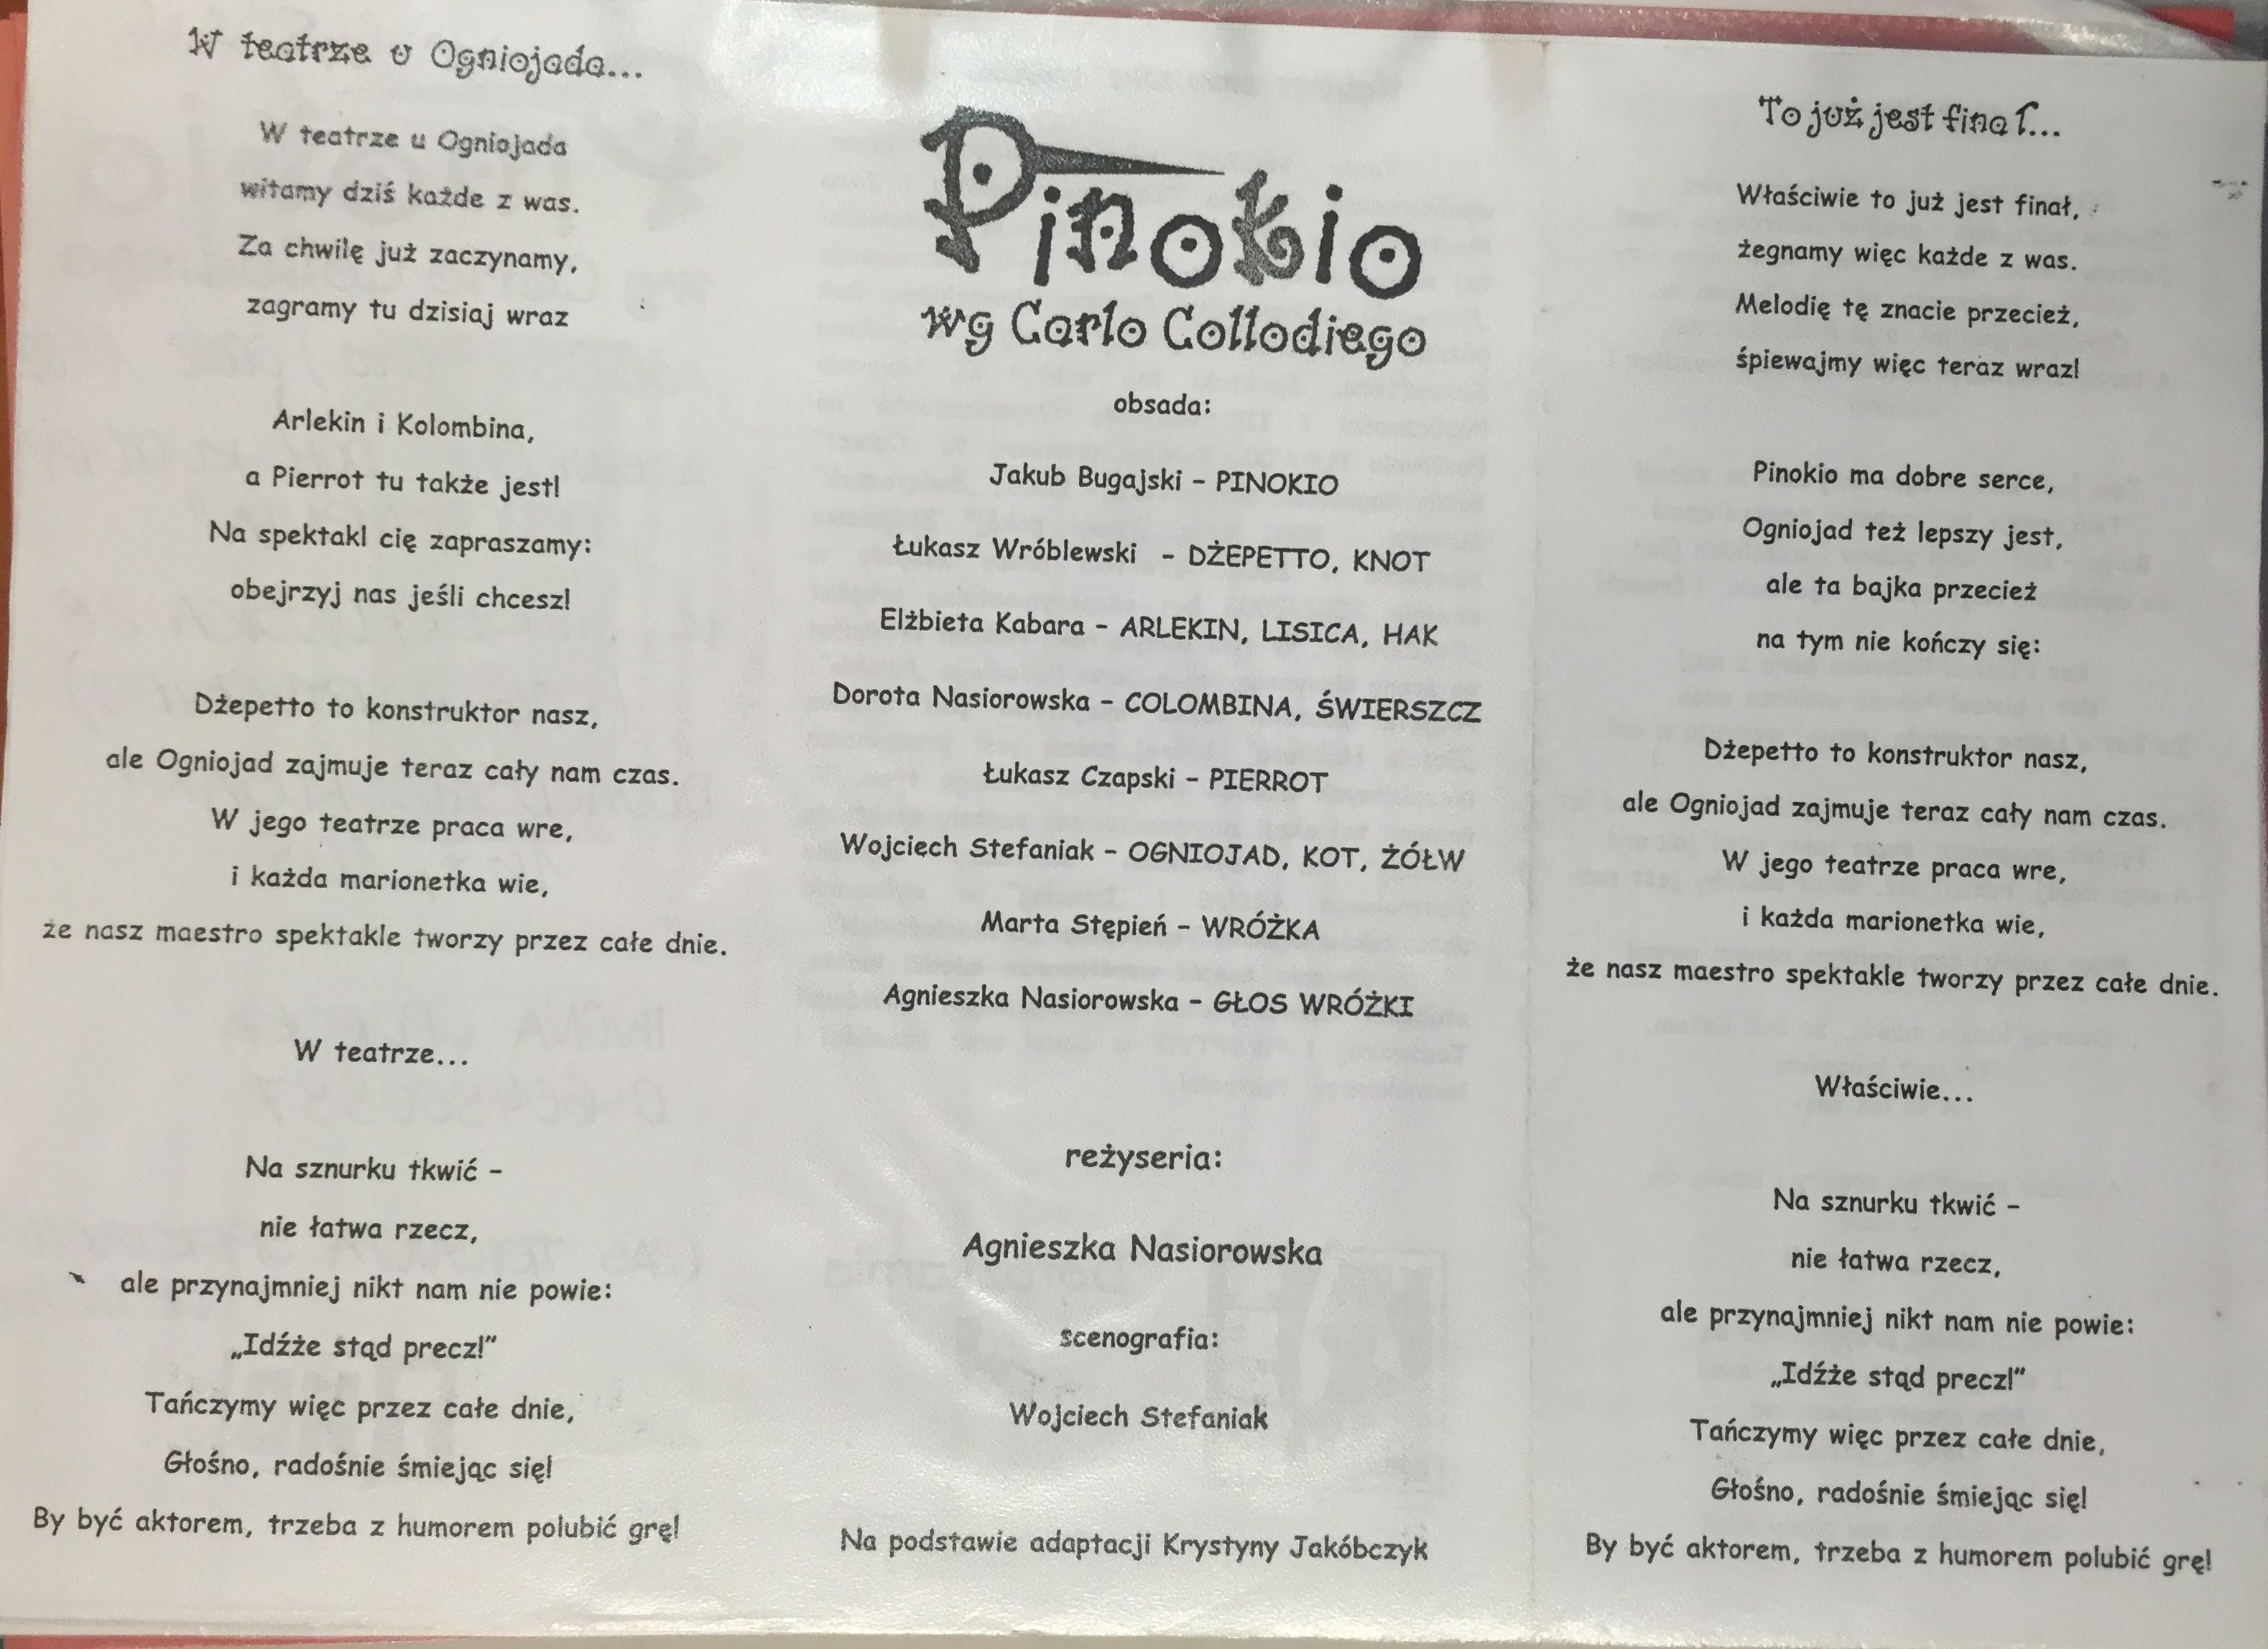 W teatrze u Ogniojada...
W teatrze u Ogniojada
witamy dziś każde z was.
Za chwilę już zaczynamy,
zagramy tu dzisiaj wraz
Arlekin i Kolombina,
a Pierrot tu także jest!
Na spektakl cię zapraszamy:
obejrzyj nas jeśli chcesz!
Dżepetto to konstruktor nasz,
ale Ogniojad zajmuje teraz cały nam czas.
W jego teatrze praca wre,
i każda marionetka wie,
że nasz maestro spektakle tworzy przez całe dnie.
W teatrze...
Na sznurku tkwić –
nie łatwa rzecz,
ale przynajmniej nikt nam nie powie:
„Idźże stąd precz!”
Tańczymy więc przez całe dnie,
Głośno, radośnie śmiejąc się!
By być aktorem, trzeba z humorem polubić grę!
Pinokio
wg Carlo Collodiego
obsada:
Jakub Bugajski – PINOKIO
Łukasz Wróblewski – DŻEPETTO, KNOT
Elżbieta Kabara – ARLEKIN, LISICA, HAK
Dorota Nasiorowska – COLOMBINA, ŚWIERSZCZ
Łukasz Czapski – PIERROT
Wojciech Stefaniak – OGNIOJAD, KOT, ŻÓŁW
Marta Stępień – WRÓŻKA
Agnieszka Nasiorowska – GŁOS WRÓŻKI
reżyseria:
Agnieszka Nasiorowska
scenografia:
Wojciech Stefaniak
Na podstawie adaptacji Krystyny Jakóbczyk
To już jest finał...
Właściwie to już jest finał,
żegnamy więc każde z was.
Melodię tę znacie przecież,
śpiewajmy więc teraz wraz!
Pinokio ma dobre serce,
Ogniojad też lepszy jest,
ale ta bajka przecież
na tym nie kończy się:
Dżepetto to konstruktor nasz,
ale Ogniojad zajmuje teraz cały nam czas.
W jego teatrze praca wre,
i każda marionetka wie,
że nasz maestro spektakle tworzy przez całe dnie.
Właściwie...
Na sznurku tkwić –
nie łatwa rzecz,
ale przynajmniej nikt nam nie powie:
„Idźże stąd precz!”
Tańczymy więc przez całe dnie,
Głośno, radośnie śmiejąc się!
By być aktorem, trzeba z humorem polubić grę!